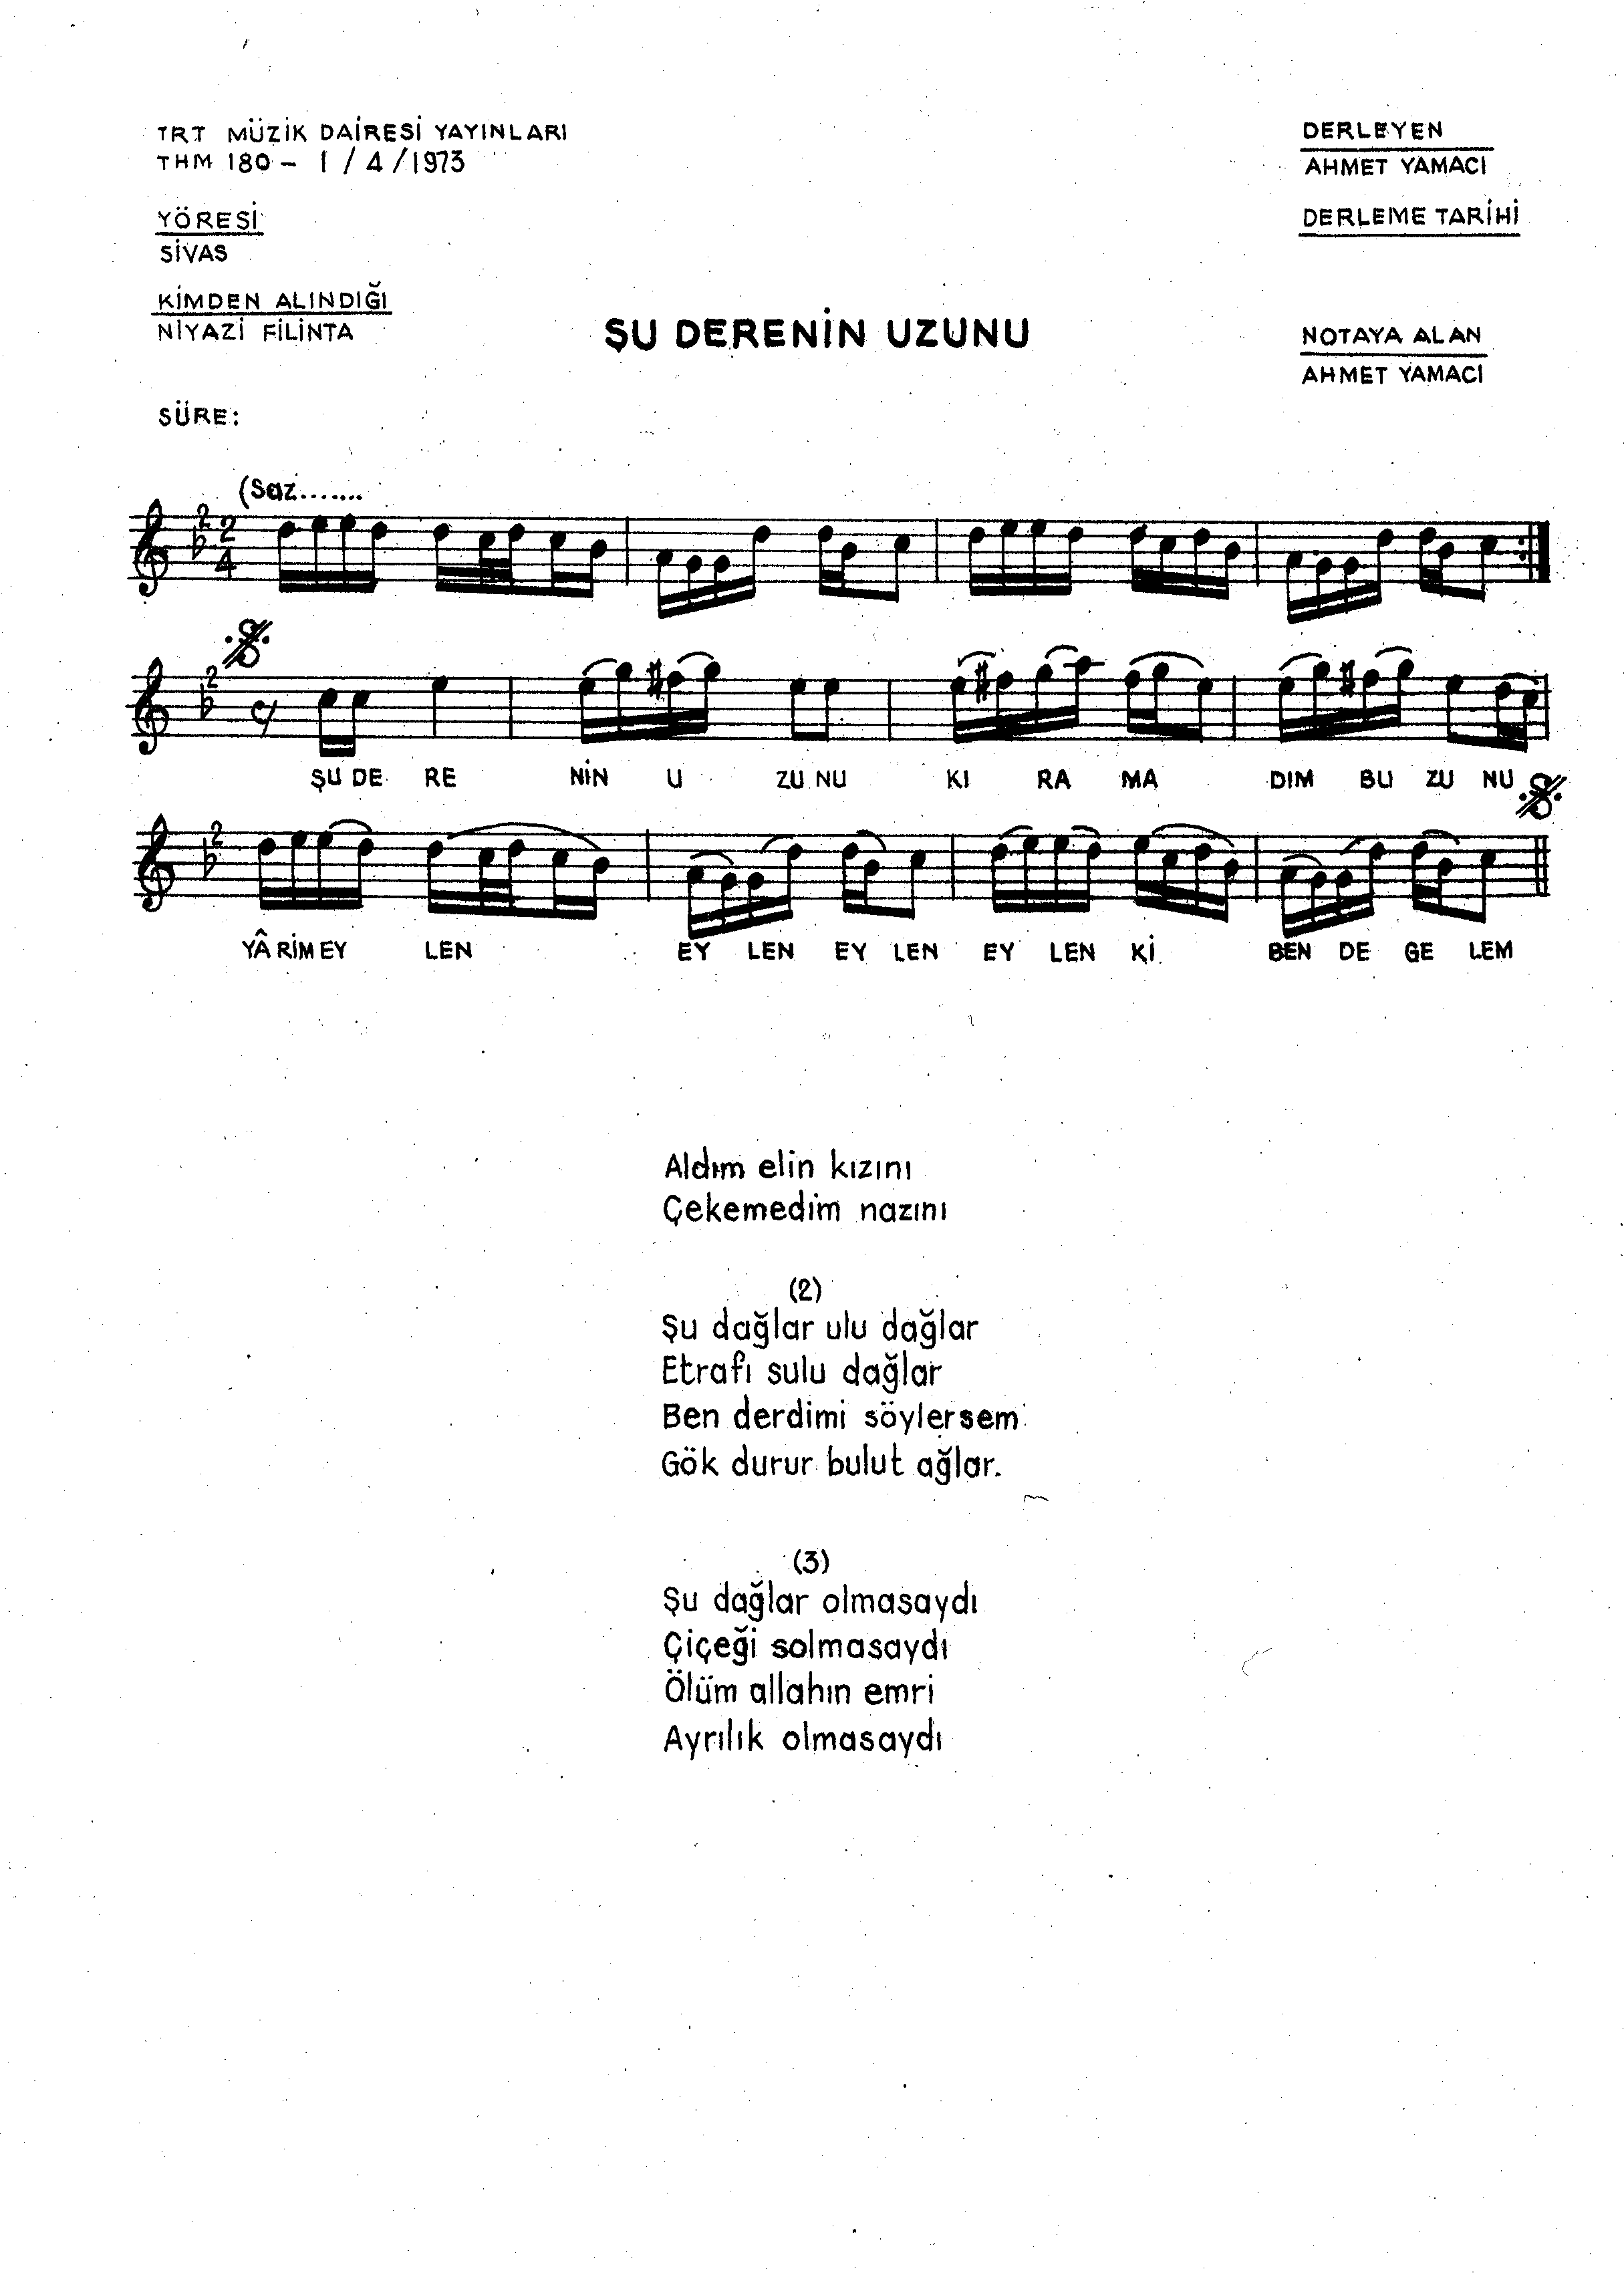 TRT MÜZİK DAİRESİ YAYINLARI
THM 180 – 1 / 4 / 1973
DERLEYEN
AHMET YAMACI
YÖRESİ
SİVAS
DERLEME TARİHİ
KİMDEN ALINDIĞI
NİYAZİ FİLİNTA
ŞU DERENİN UZUNU
NOTAYA ALAN
AHMET YAMACI
SÜRE:
(Saz.......
2 2 4
2
ŞU DE RE NİN U ZU NU KI RA MA DIM BU ZU NU
2
YÂ RİM EY LEN EY LEN EY LEN EY LEN Kİ BEN DE GE LEM
Aldım elin kızını
Çekemedim nazını
(2)
Şu dağlar ulu dağlar
Etrafı sulu dağlar
Ben derdimi söylersem
Gök durur bulut ağlar.
(3)
Şu dağlar olmasaydı
Çiçeği solmasaydı
Ölüm allahın emri
Ayrılık olmasaydı